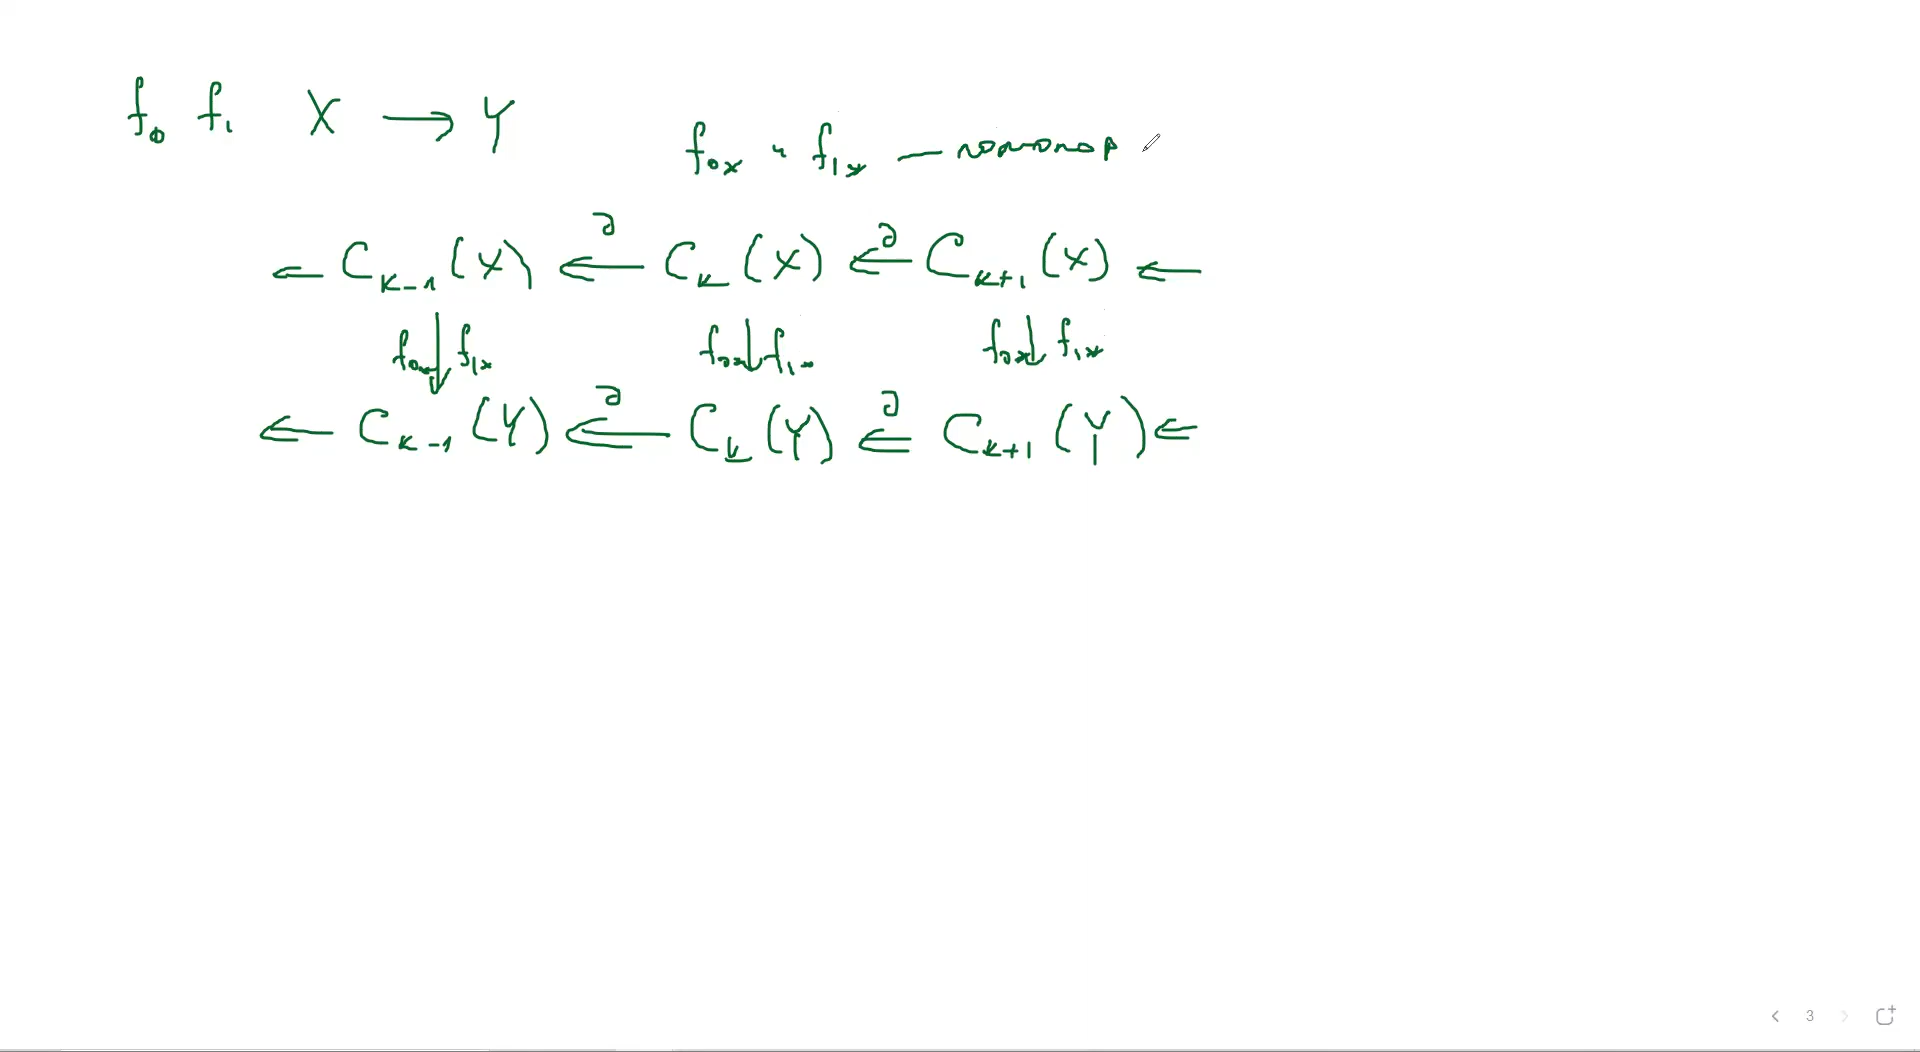 f₀ f₁ X → Y
f₀* и f₁* — гомоморф
← C_{k-1}(X) ←∂ C_k(X) ←∂ C_{k+1}(X) ←
f₀* ↓ f₁* f₀* ↓ f₁* f₀* ↓ f₁*
← C_{k-1}(Y) ←∂ C_k(Y) ←∂ C_{k+1}(Y) ←
3